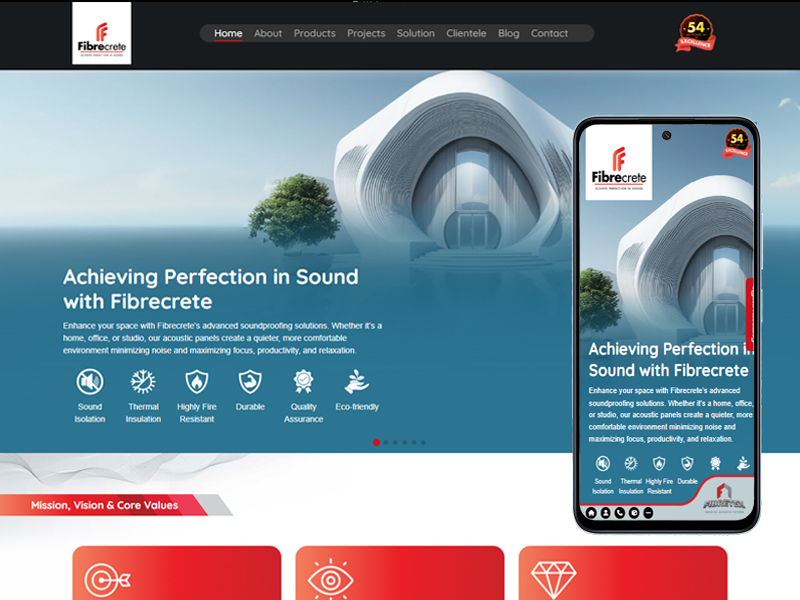 Fibrecrete
Home About Products Projects Solution Clientele Blog Contact
54
EXCELLENCE
Achieving Perfection in Sound
with Fibrecrete
Enhance your space with Fibrecrete's advanced soundproofing solutions. Whether it's a
home, office, or studio, our acoustic panels create a quieter, more comfortable
environment minimizing noise and maximizing focus, productivity, and relaxation.
Sound
Isolation
Thermal
Insulation
Highly Fire
Resistant
Durable
Quality
Assurance
Eco-friendly
Mission, Vision & Core Values
54
EXCELLENCE
Fibrecrete
ACHIEVE PERFECTION IN SOUND
Achieving Perfection in
Sound with Fibrecrete
Enhance your space with Fibrecrete's advanced
soundproofing solutions. Whether it's a home, office,
or studio, our acoustic panels create a quieter, more
comfortable environment minimizing noise and
maximizing focus, productivity, and relaxation.
Sound
Isolation
Thermal
Insulation
Highly Fire
Resistant
Durable
FIBRETEX